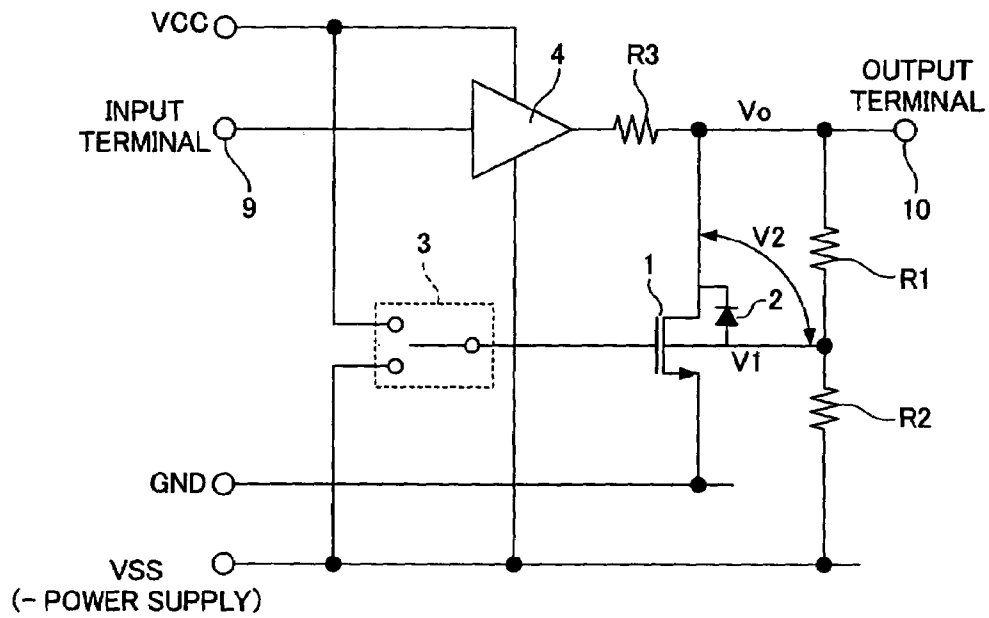 VCC
4
R3
OUTPUT
TERMINAL
INPUT
TERMINAL
Vo
9
10
V2
3
1
2
R1
V1
R2
GND
VSS
(- POWER SUPPLY)